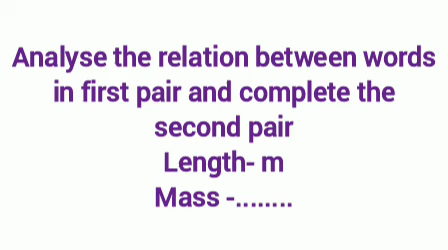 Analyse the relation between words
in first pair and complete the
second pair
Length- m
Mass -........